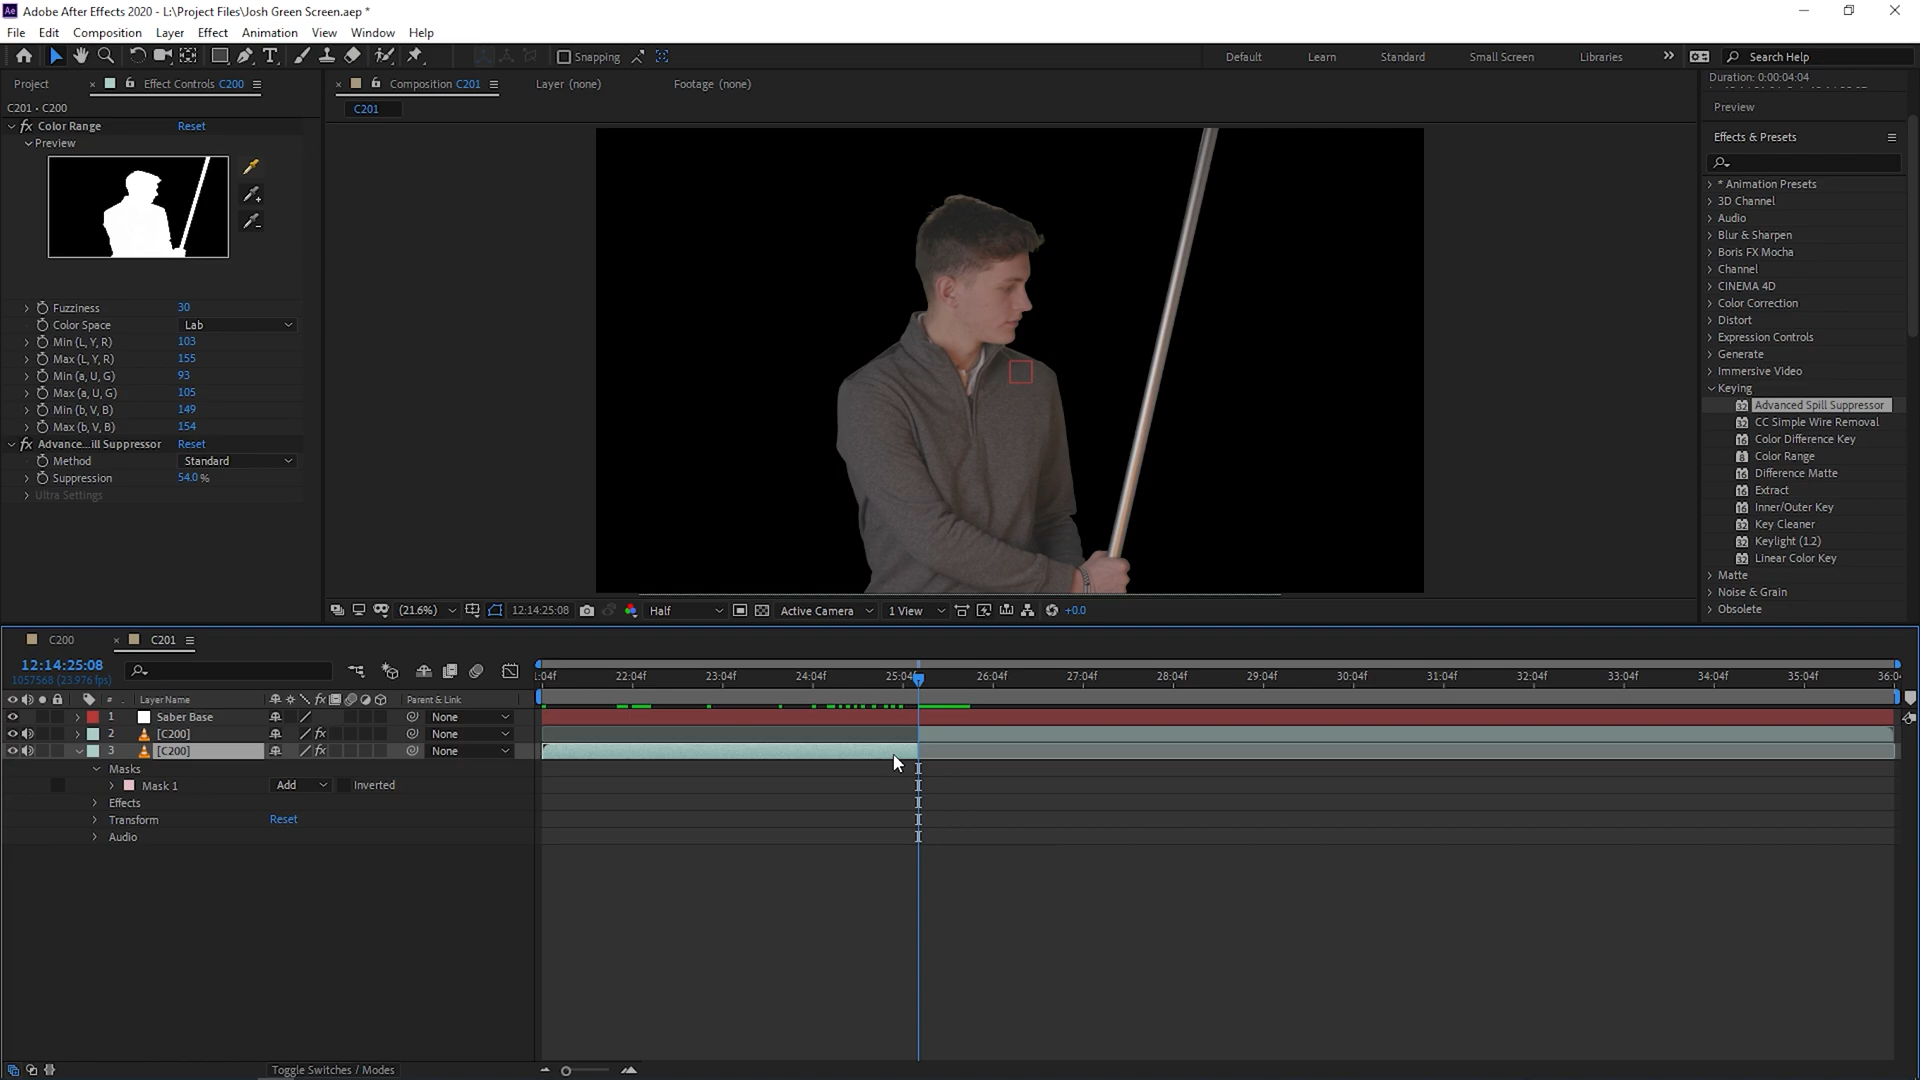 Adobe After Effects 2020 - L:\Project Files\Josh Green Screen.aep *
File Edit Composition Layer Effect Animation View Window Help
Snapping Default Learn Standard Small Screen Libraries Search Help
Project Effect Controls C200 Composition C201 Layer (none) Footage (none) Duration: 0:00:04:04
C201 • C200 C201 Preview
fx Color Range Reset
Preview Effects & Presets
* Animation Presets
3D Channel
Audio
Blur & Sharpen
Boris FX Mocha
Channel
CINEMA 4D
Color Correction
Fuzziness 30
Distort
Color Space Lab
Expression Controls
Min (L, Y, R) 103
Generate
Max (L, Y, R) 155
Immersive Video
Min (a, U, G) 93
Keying
Max (a, U, G) 105
Advanced Spill Suppressor
Min (b, V, B) 149
CC Simple Wire Removal
Max (b, V, B) 154
Color Difference Key
fx Advance...ill Suppressor Reset
Color Range
Method Standard
Difference Matte
Suppression 54.0 %
Extract
Ultra Settings
Inner/Outer Key
Key Cleaner
Keylight (1.2)
Linear Color Key
Matte
Noise & Grain
Obsolete
(21.6%) 12:14:25:08 Half Active Camera 1 View +0.0
C200 C201
12:14:25:08
1057568 (23.976 fps)
:04f 22:04f 23:04f 24:04f 25:04f 26:04f 27:04f 28:04f 29:04f 30:04f 31:04f 32:04f 33:04f 34:04f 35:04f 36:04
# Layer Name fx Parent & Link
1 Saber Base None
2 [C200] fx None
3 [C200] fx None
Masks
Mask 1 Add Inverted
Effects
Transform Reset
Audio
Toggle Switches / Modes